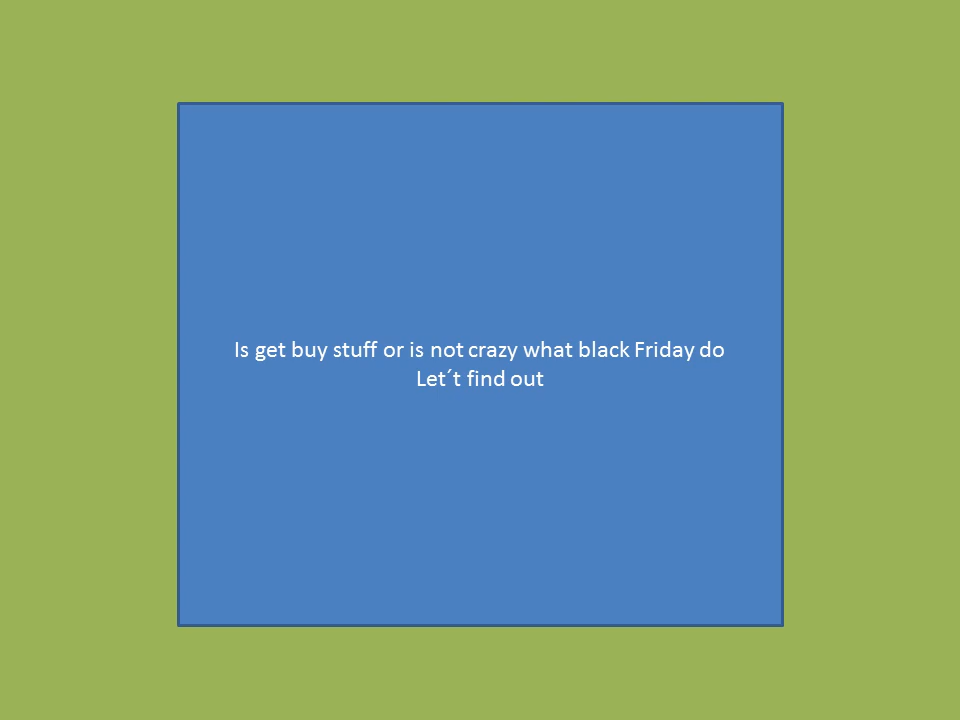 Is get buy stuff or is not crazy what black Friday do
Let´t find out